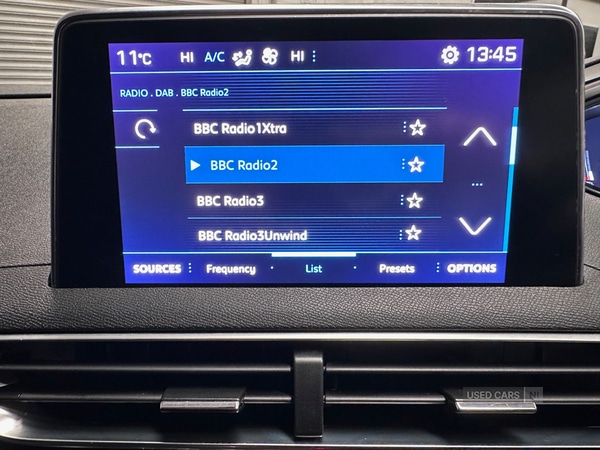 11°C HI A/C HI 13:45
RADIO . DAB . BBC Radio2
BBC Radio1Xtra
BBC Radio2
BBC Radio3
BBC Radio3Unwind
SOURCES Frequency List Presets OPTIONS
USED CARS NI